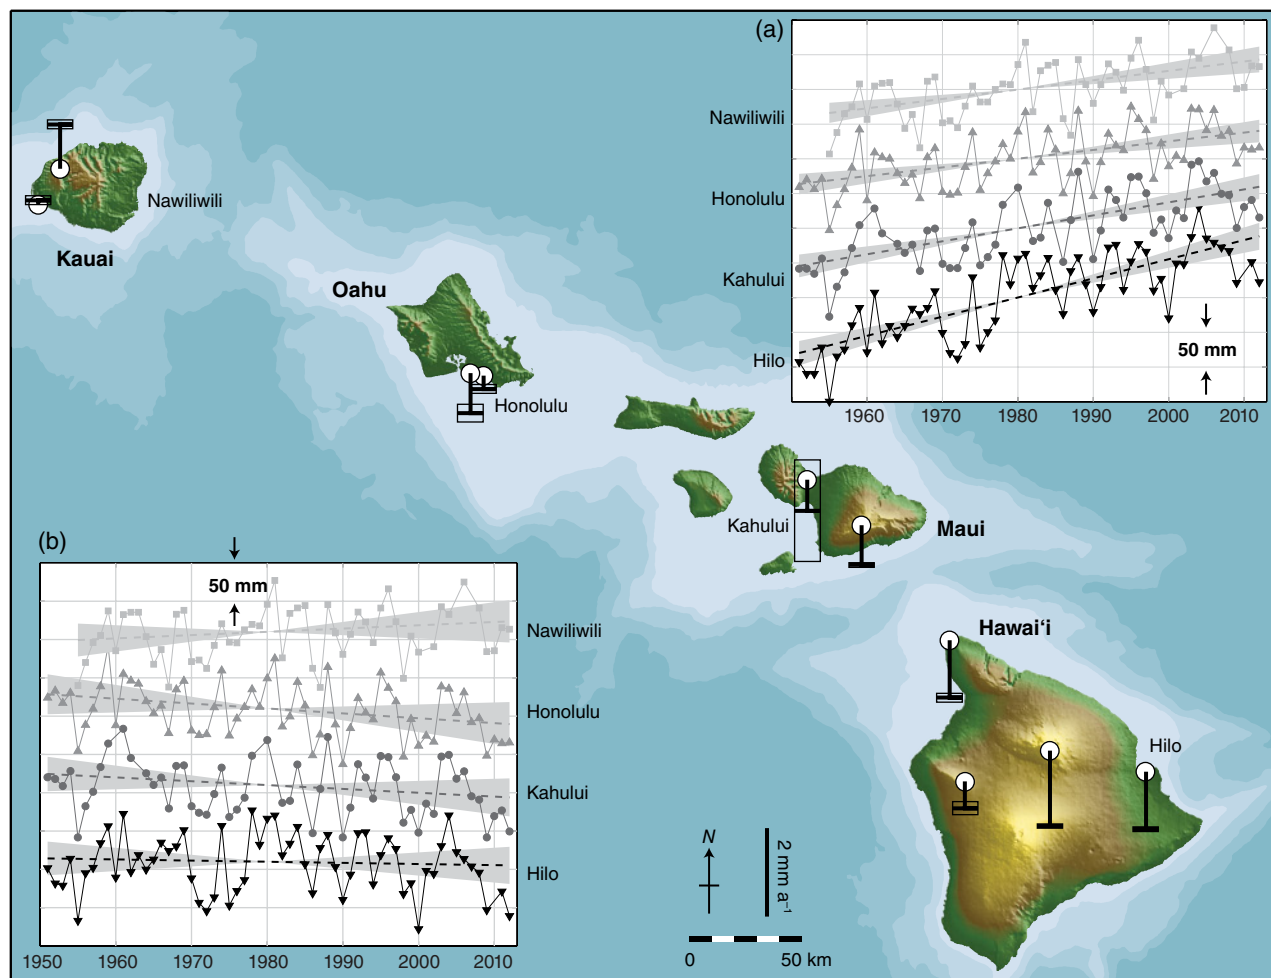 (a)
Nawiliwili
Honolulu
Kahului
Hilo
50 mm
1960 1970 1980 1990 2000 2010
Nawiliwili
Kauai
Oahu
Honolulu
Kahului
Maui
Hawai‘i
Hilo
(b)
50 mm
Nawiliwili
Honolulu
Kahului
Hilo
1950 1960 1970 1980 1990 2000 2010
N
2 mm a⁻¹
0 50 km